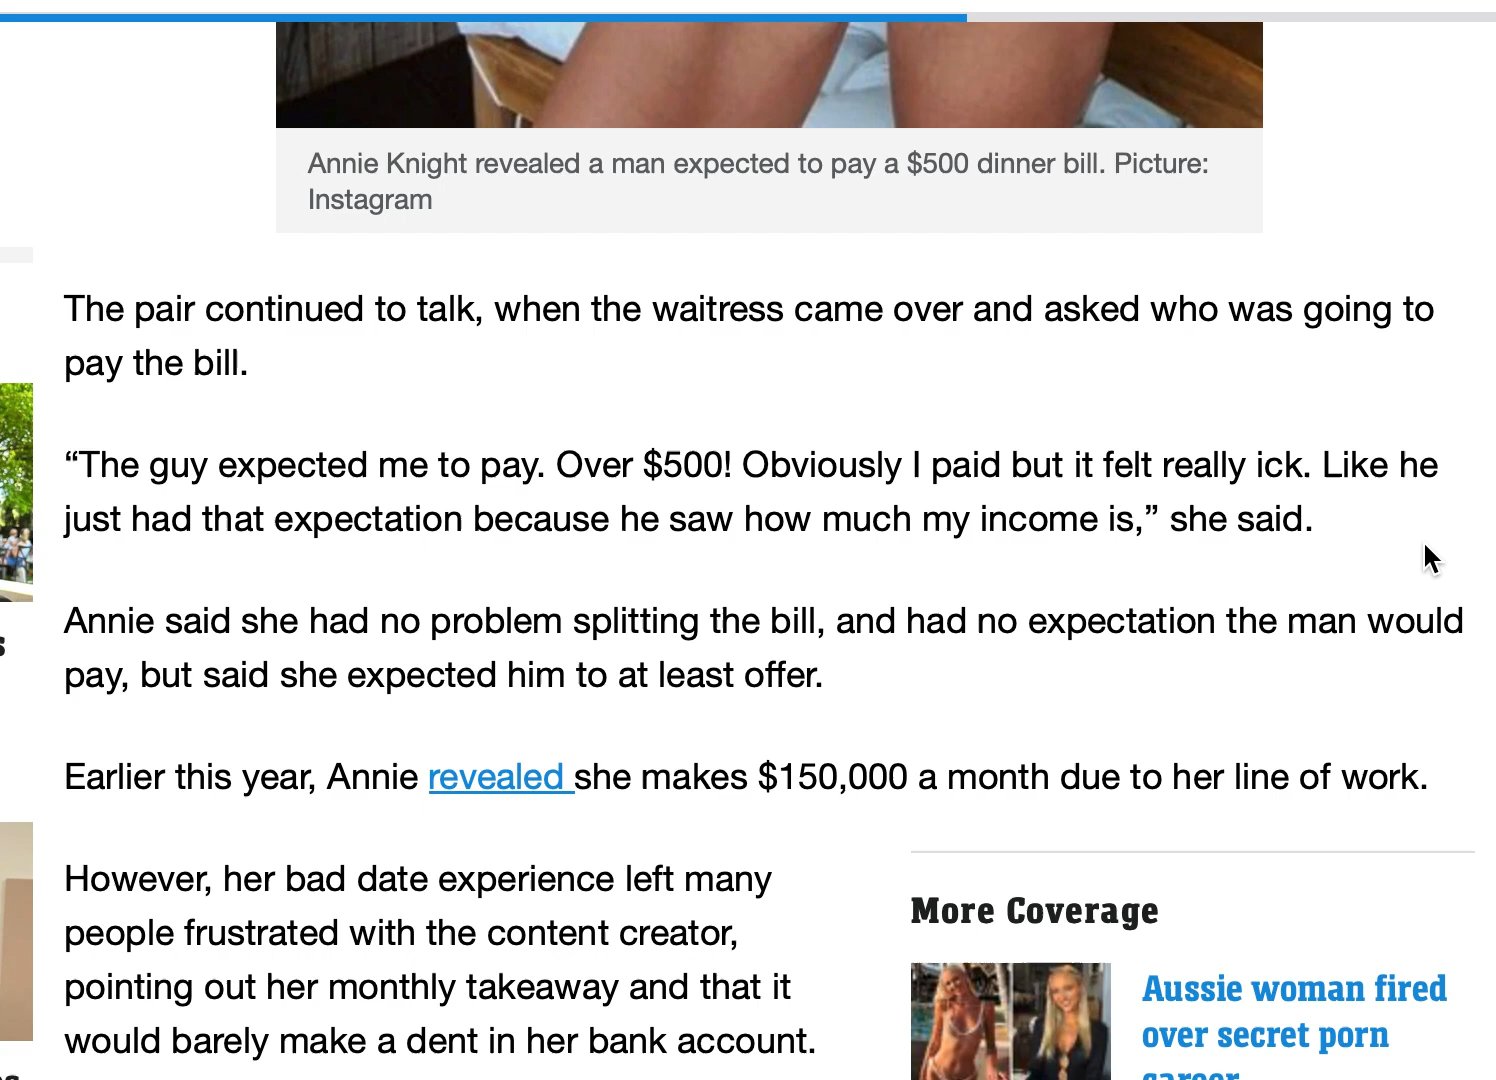 Annie Knight revealed a man expected to pay a $500 dinner bill. Picture:
Instagram
The pair continued to talk, when the waitress came over and asked who was going to
pay the bill.
“The guy expected me to pay. Over $500! Obviously I paid but it felt really ick. Like he
just had that expectation because he saw how much my income is,” she said.
Annie said she had no problem splitting the bill, and had no expectation the man would
pay, but said she expected him to at least offer.
Earlier this year, Annie revealed she makes $150,000 a month due to her line of work.
However, her bad date experience left many
people frustrated with the content creator,
pointing out her monthly takeaway and that it
would barely make a dent in her bank account.
More Coverage
Aussie woman fired
over secret porn
career